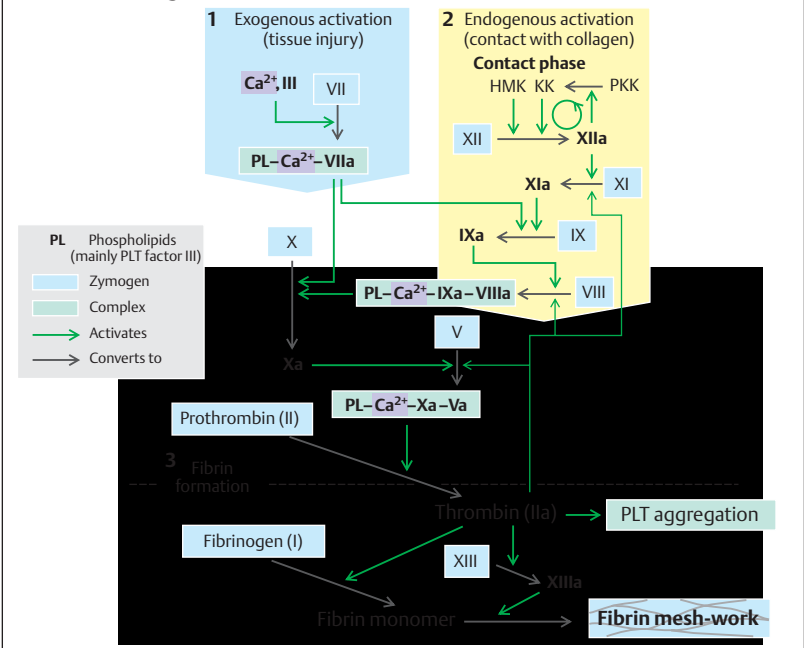 1 Exogenous activation
(tissue injury)
2 Endogenous activation
(contact with collagen)
Contact phase
HMK KK PKK
Ca²⁺, III
VII
XII
XIIa
PL–Ca²⁺–VIIa
XIa
XI
PL Phospholipids
(mainly PLT factor III)
Zymogen
Complex
Activates
Converts to
X
IXa
IX
PL–Ca²⁺–IXa–VIIIa
VIII
V
Xa
PL–Ca²⁺–Xa–Va
Prothrombin (II)
3 Fibrin
formation
Thrombin (IIa)
PLT aggregation
Fibrinogen (I)
XIII
XIIIa
Fibrin monomer
Fibrin mesh-work